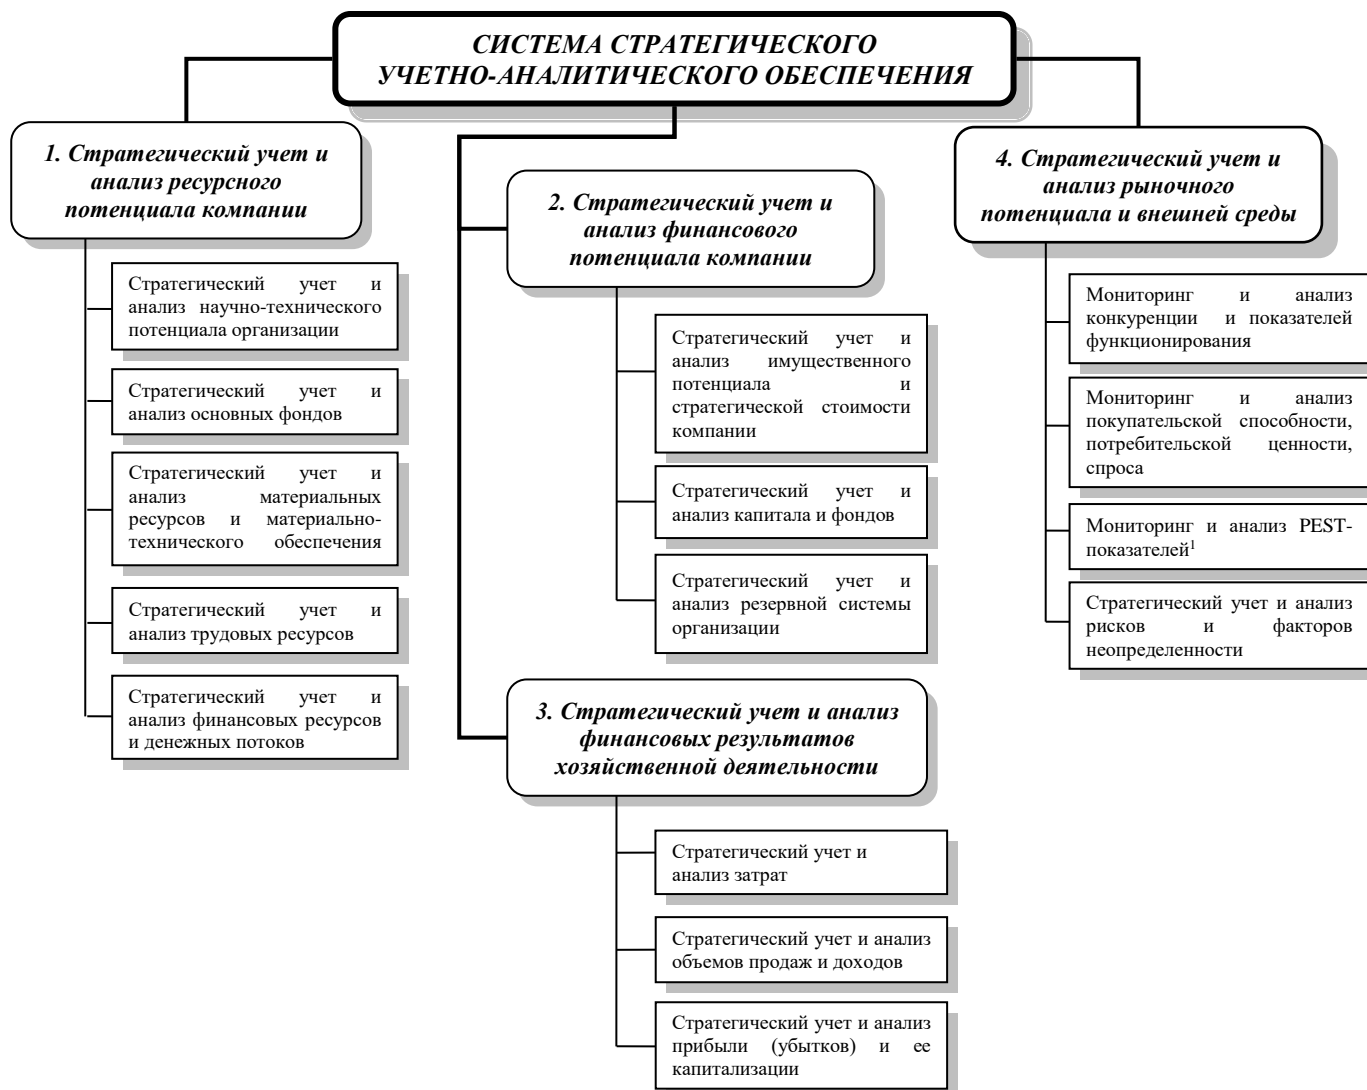 СИСТЕМА СТРАТЕГИЧЕСКОГО
УЧЕТНО-АНАЛИТИЧЕСКОГО ОБЕСПЕЧЕНИЯ
1. Стратегический учет и
анализ ресурсного
потенциала компании
Стратегический учет и
анализ научно-технического
потенциала организации
Стратегический учет и
анализ основных фондов
Стратегический учет и
анализ материальных
ресурсов и материально-
технического обеспечения
Стратегический учет и
анализ трудовых ресурсов
Стратегический учет и
анализ финансовых ресурсов
и денежных потоков
2. Стратегический учет и
анализ финансового
потенциала компании
Стратегический учет и
анализ имущественного
потенциала и
стратегической стоимости
компании
Стратегический учет и
анализ капитала и фондов
Стратегический учет и
анализ резервной системы
организации
3. Стратегический учет и анализ
финансовых результатов
хозяйственной деятельности
Стратегический учет и
анализ затрат
Стратегический учет и анализ
объемов продаж и доходов
Стратегический учет и анализ
прибыли (убытков) и ее
капитализации
4. Стратегический учет и
анализ рыночного
потенциала и внешней среды
Мониторинг и анализ
конкуренции и показателей
функционирования
Мониторинг и анализ
покупательской способности,
потребительской ценности,
спроса
Мониторинг и анализ PEST-
показателей¹
Стратегический учет и анализ
рисков и факторов
неопределенности